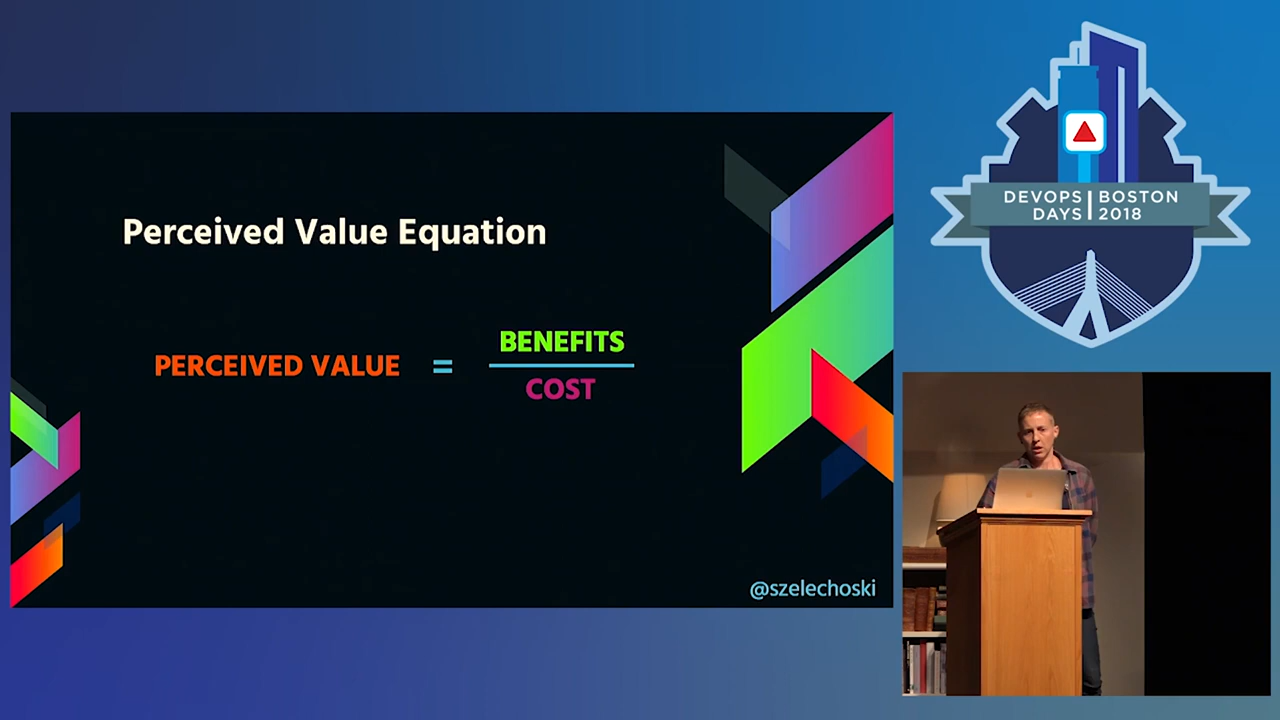 Perceived Value Equation
PERCEIVED VALUE = BENEFITS
COST
@szelechoski
DEVOPS BOSTON
DAYS 2018